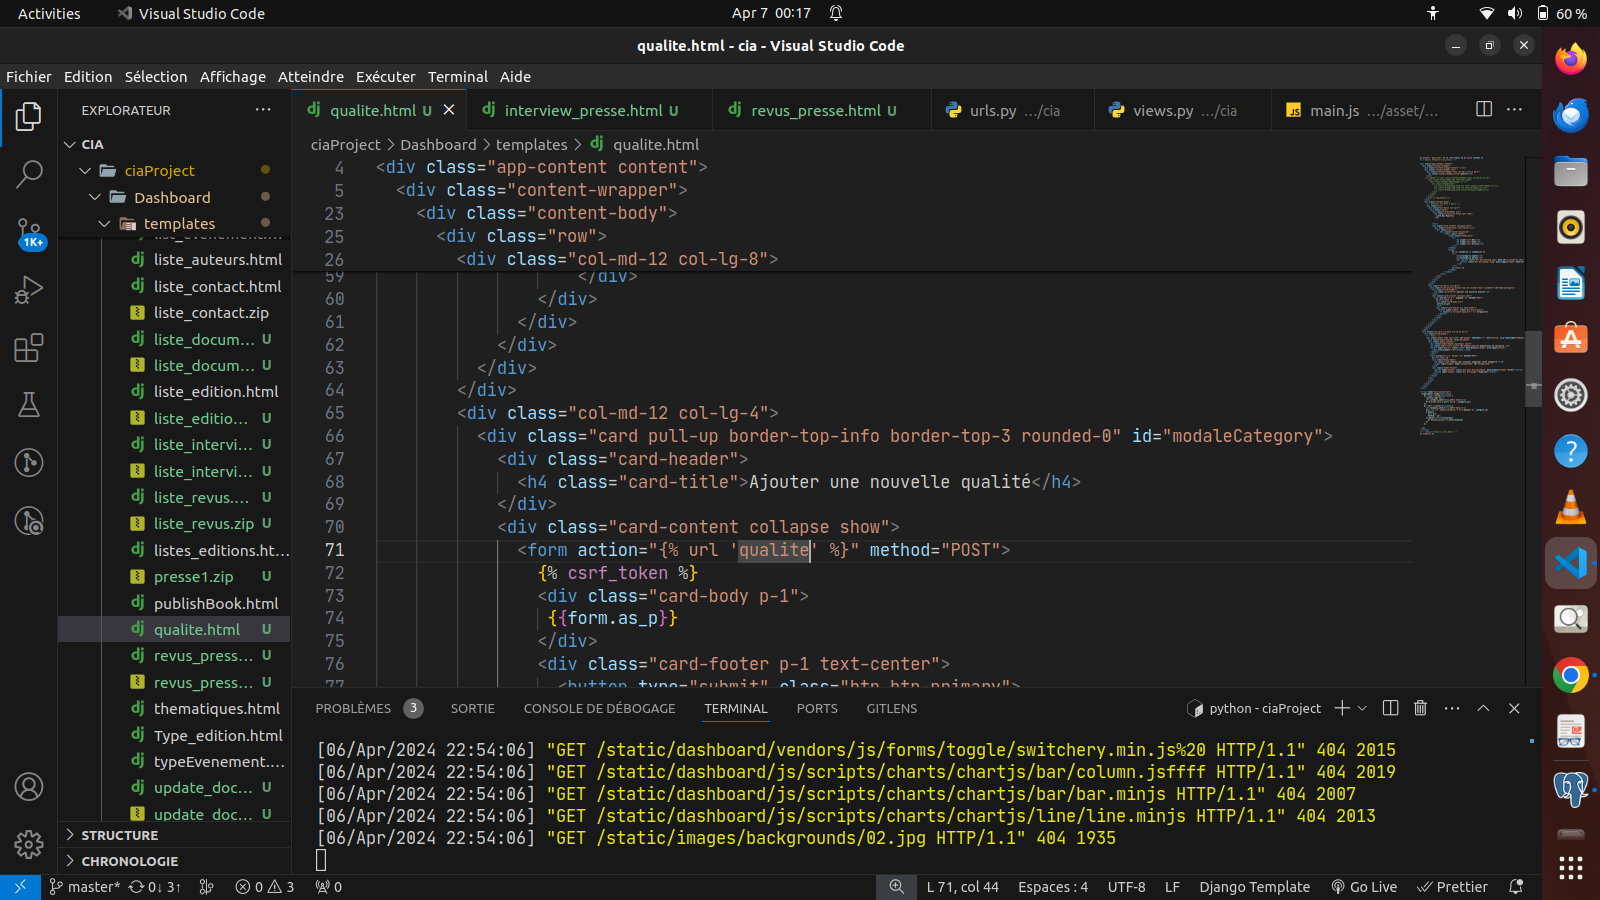 Activities
Visual Studio Code
Apr 7 00:17
60 %
qualite.html - cia - Visual Studio Code
Fichier Edition Sélection Affichage Atteindre Exécuter Terminal Aide
EXPLORATEUR
CIA
ciaProject
Dashboard
templates
liste_auteurs.html
liste_contact.html
liste_contact.zip
liste_docum... U
liste_docum... U
liste_edition.html
liste_editio... U
liste_intervi... U
liste_intervi... U
liste_revus.... U
liste_revus.zip U
listes_editions.ht...
presse1.zip U
publishBook.html
qualite.html U
revus_press... U
revus_press... U
thematiques.html
Type_edition.html
typeEvenement....
update_doc... U
update_doc... U
STRUCTURE
CHRONOLOGIE
1K+
qualite.html U
interview_presse.html U
revus_presse.html U
urls.py .../cia
views.py .../cia
main.js .../asset/...
ciaProject > Dashboard > templates > qualite.html
4 <div class="app-content content">
5 <div class="content-wrapper">
23 <div class="content-body">
25 <div class="row">
26 <div class="col-md-12 col-lg-8">
59 </div>
60 </div>
61 </div>
62 </div>
63 </div>
64 </div>
65 <div class="col-md-12 col-lg-4">
66 <div class="card pull-up border-top-info border-top-3 rounded-0" id="modaleCategory">
67 <div class="card-header">
68 <h4 class="card-title">Ajouter une nouvelle qualité</h4>
69 </div>
70 <div class="card-content collapse show">
71 <form action="{% url 'qualite' %}" method="POST">
72 {% csrf_token %}
73 <div class="card-body p-1">
74 {{form.as_p}}
75 </div>
76 <div class="card-footer p-1 text-center">
77 <button type="submit" class="btn btn-primary">
PROBLÈMES 3 SORTIE CONSOLE DE DÉBOGAGE TERMINAL PORTS GITLENS
python - ciaProject
[06/Apr/2024 22:54:06] "GET /static/dashboard/vendors/js/forms/toggle/switchery.min.js%20 HTTP/1.1" 404 2015
[06/Apr/2024 22:54:06] "GET /static/dashboard/js/scripts/charts/chartjs/bar/column.jsffff HTTP/1.1" 404 2019
[06/Apr/2024 22:54:06] "GET /static/dashboard/js/scripts/charts/chartjs/bar/bar.minjs HTTP/1.1" 404 2007
[06/Apr/2024 22:54:06] "GET /static/dashboard/js/scripts/charts/chartjs/line/line.minjs HTTP/1.1" 404 2013
[06/Apr/2024 22:54:06] "GET /static/images/backgrounds/02.jpg HTTP/1.1" 404 1935
master* 0↓ 3↑ 0 3 0
L 71, col 44 Espaces : 4 UTF-8 LF Django Template Go Live Prettier